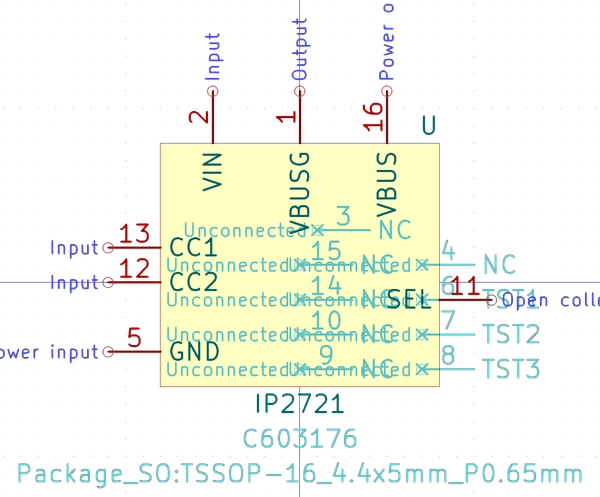 Input
Output
Power o
2
1
16
U
VIN
VBUSG
VBUS
Unconnected
3
NC
Input
13
CC1
Unconnected
15
NC
Unconnected
4
NC
Input
12
CC2
Unconnected
14
NC
Unconnected
6
TST1
SEL
11
Open colle
Unconnected
10
NC
Unconnected
7
TST2
ower input
5
GND
Unconnected
9
NC
Unconnected
8
TST3
IP2721
C603176
Package_SO:TSSOP-16_4.4x5mm_P0.65mm